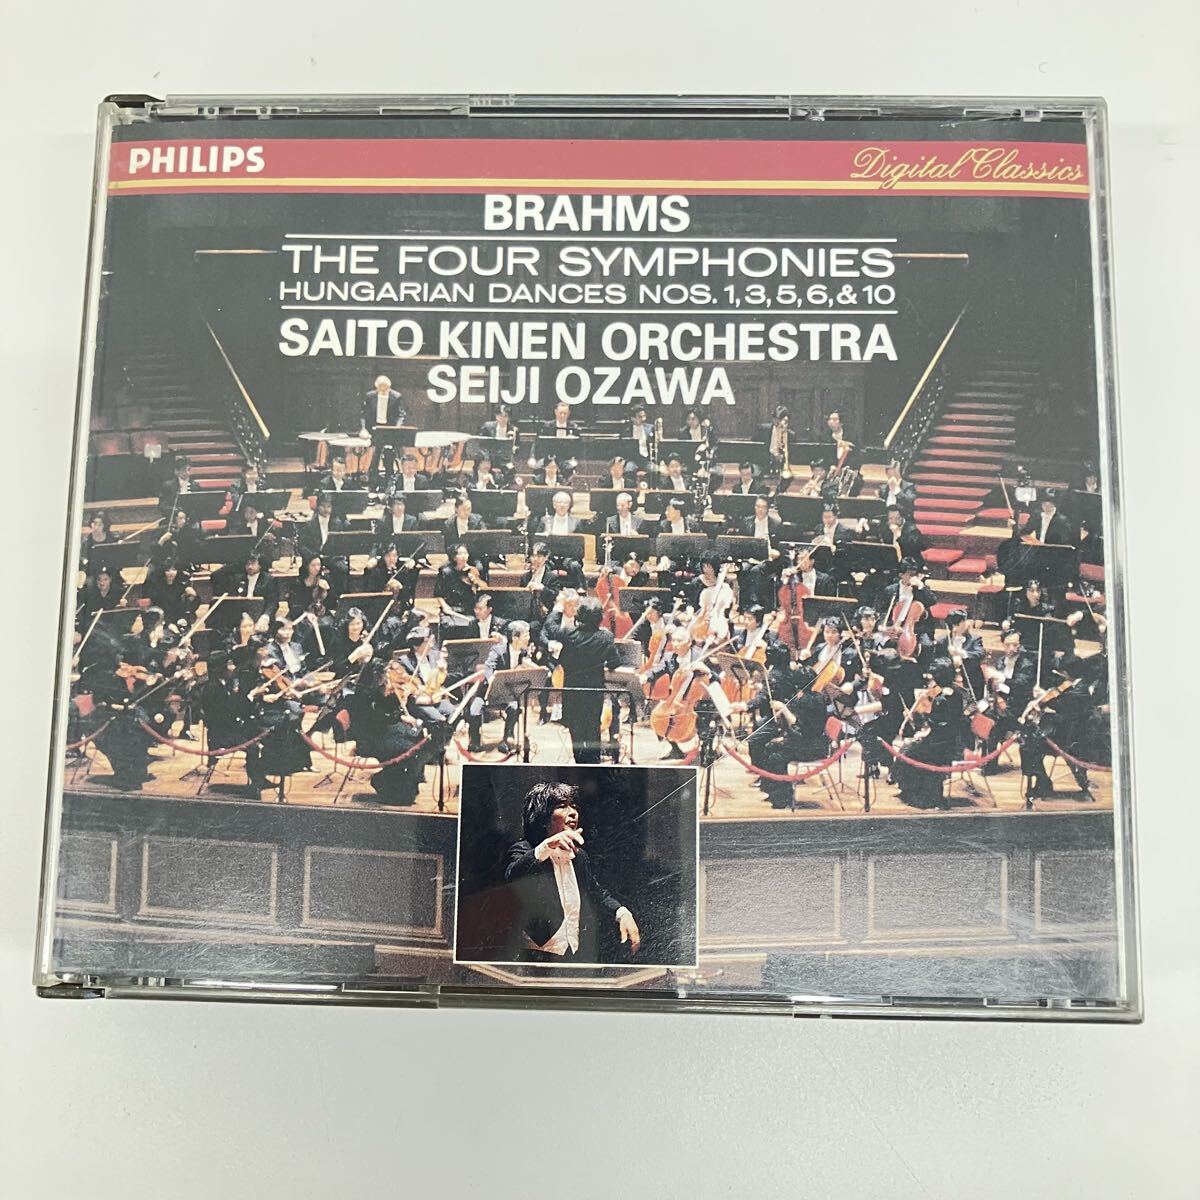 PHILIPS
Digital Classics
BRAHMS
THE FOUR SYMPHONIES
HUNGARIAN DANCES NOS. 1, 3, 5, 6, & 10
SAITO KINEN ORCHESTRA
SEIJI OZAWA